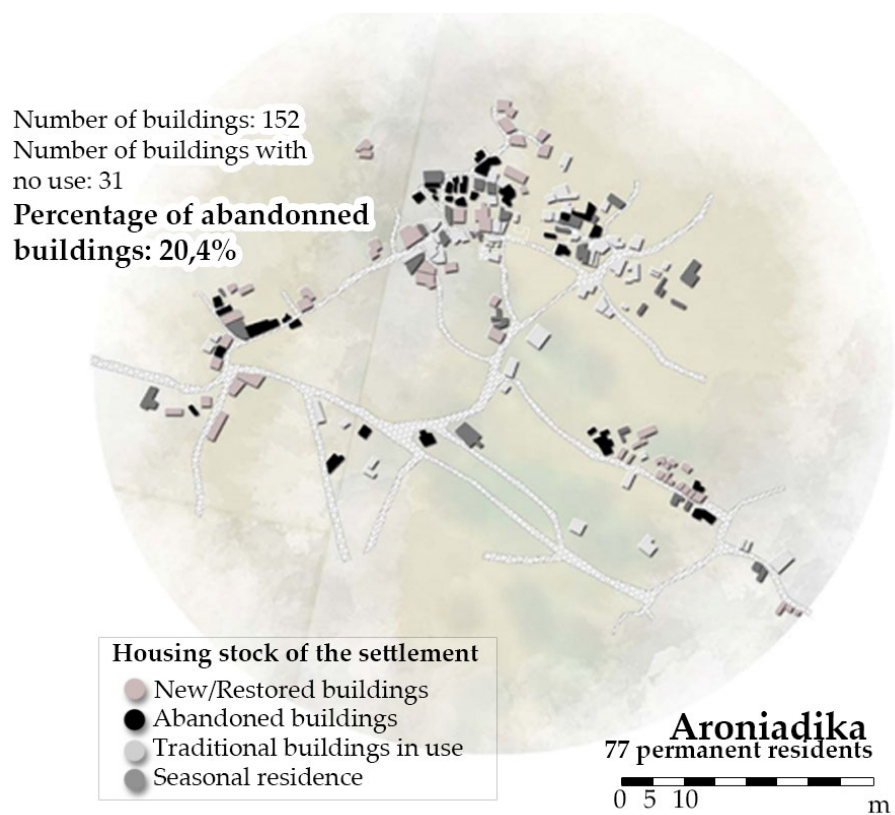 Number of buildings: 152
Number of buildings with
no use: 31
Percentage of abandonned
buildings: 20,4%
Housing stock of the settlement
New/Restored buildings
Abandoned buildings
Traditional buildings in use
Seasonal residence
Aroniadika
77 permanent residents
0 5 10
m